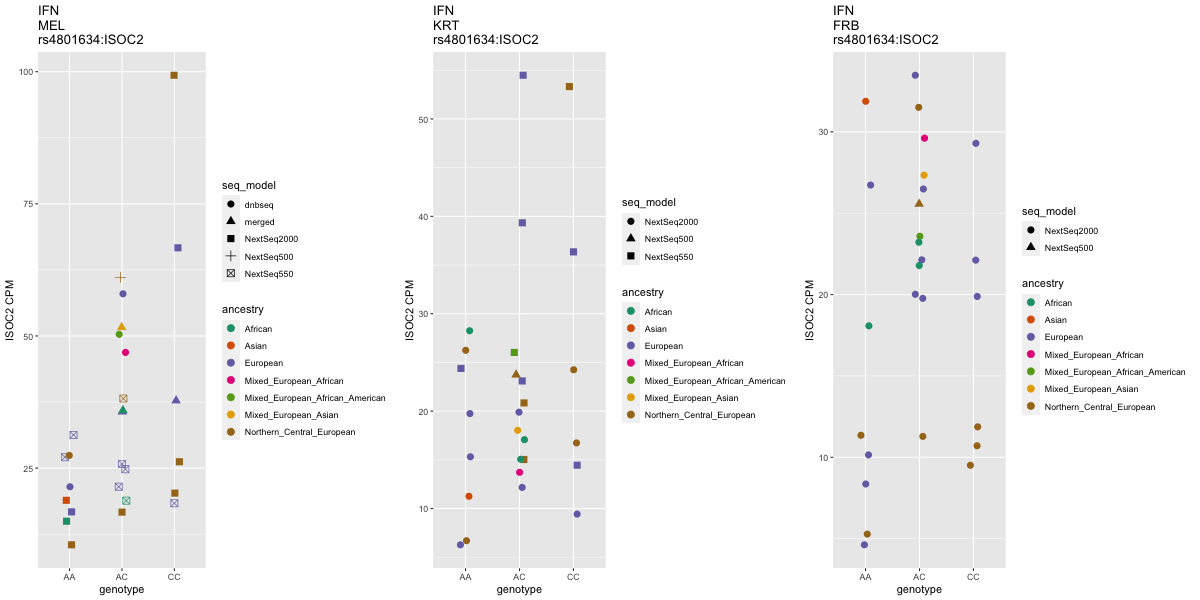 IFN
MEL
rs4801634:ISOC2
100
75
50
25
ISOC2 CPM
AA
AC
CC
genotype
seq_model
dnbseq
merged
NextSeq2000
NextSeq500
NextSeq550
ancestry
African
Asian
European
Mixed_European_African
Mixed_European_African_American
Mixed_European_Asian
Northern_Central_European
IFN
KRT
rs4801634:ISOC2
50
40
30
20
10
ISOC2 CPM
AA
AC
CC
genotype
seq_model
NextSeq2000
NextSeq500
NextSeq550
ancestry
African
Asian
European
Mixed_European_African
Mixed_European_African_American
Mixed_European_Asian
Northern_Central_European
IFN
FRB
rs4801634:ISOC2
30
20
10
ISOC2 CPM
AA
AC
CC
genotype
seq_model
NextSeq2000
NextSeq500
ancestry
African
Asian
European
Mixed_European_African
Mixed_European_African_American
Mixed_European_Asian
Northern_Central_European